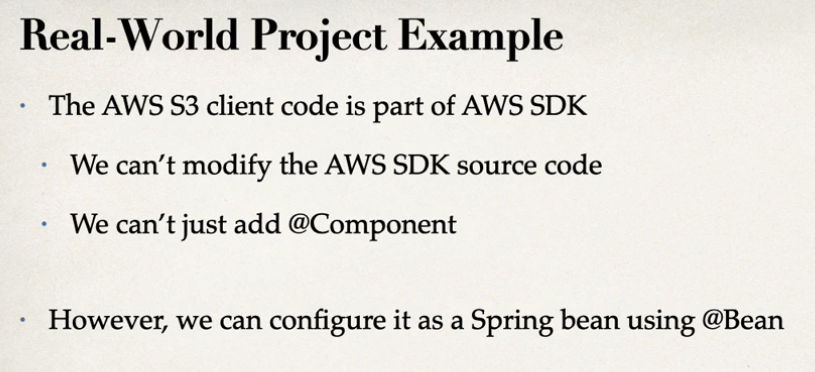 Real-World Project Example
• The AWS S3 client code is part of AWS SDK
• We can’t modify the AWS SDK source code
• We can’t just add @Component
• However, we can configure it as a Spring bean using @Bean